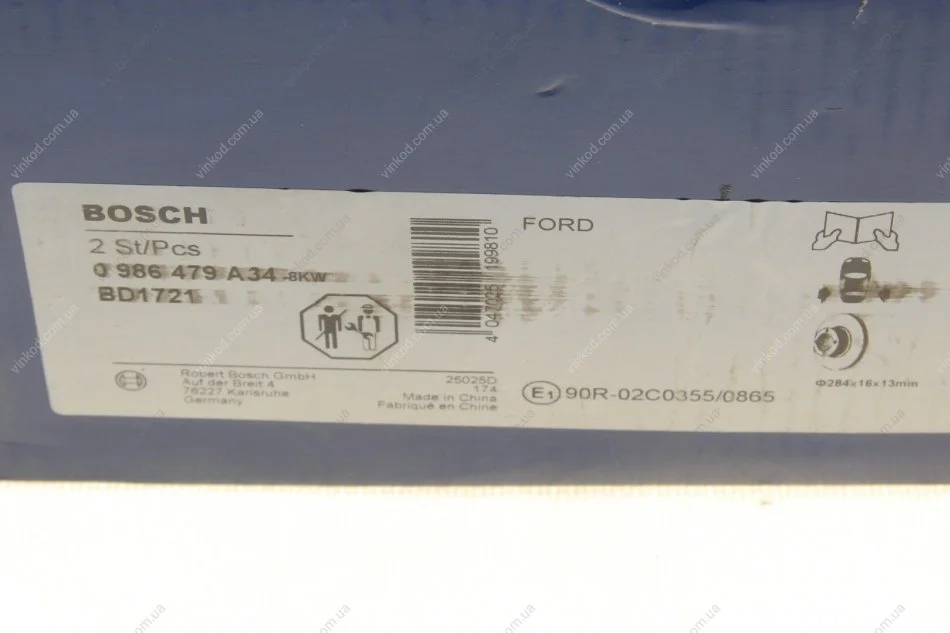 BOSCH
2 St/Pcs
0 986 479 A34-8KW
BD1721
Robert Bosch GmbH
Auf der Breit 4
76227 Karlsruhe
Germany
25025D
174
Made in China
Fabriqué en Chine
4 047025 199810
FORD
E1 90R-02C0355/0865
Φ284x16x13mm
vinkod.com.ua